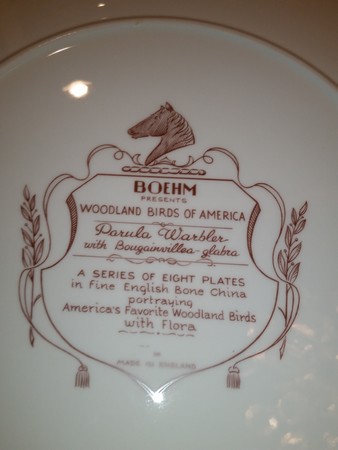 BOEHM
PRESENTS
WOODLAND BIRDS OF AMERICA
Parula Warbler
with Bougainvillea-glabra
A SERIES OF EIGHT PLATES
in Fine English Bone China
portraying
America's Favorite Woodland Birds
with Flora
MADE IN ENGLAND